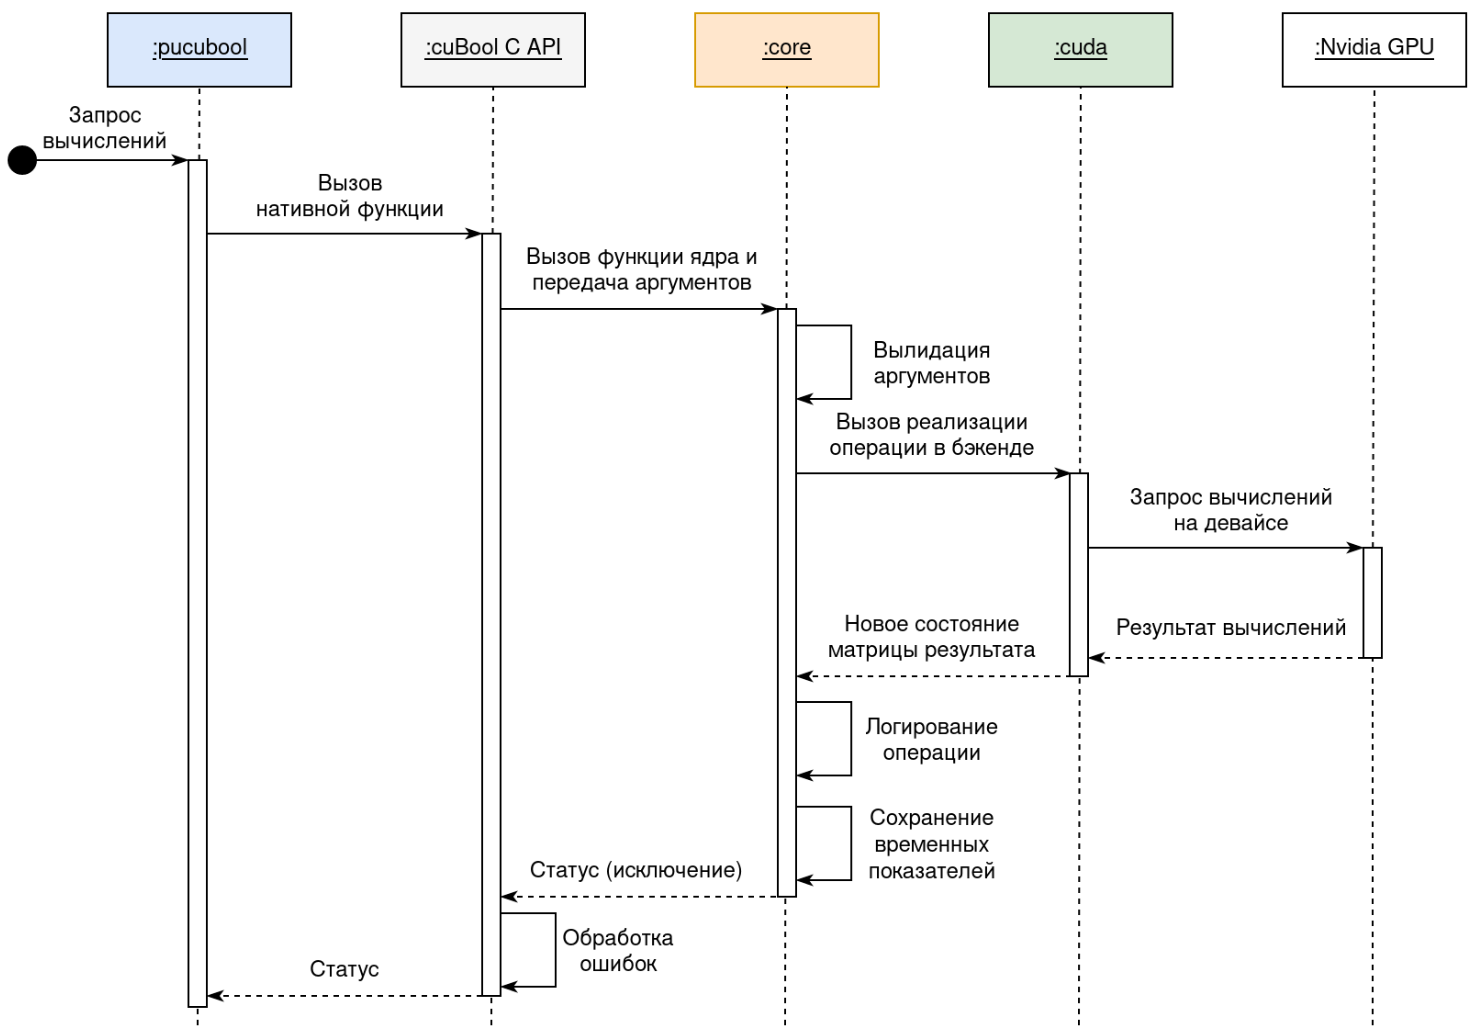 :pucubool
:cuBool C API
:core
:cuda
:Nvidia GPU
Запрос
вычислений
Вызов
нативной функции
Вызов функции ядра и
передача аргументов
Вылидация
аргументов
Вызов реализации
операции в бэкенде
Запрос вычислений
на девайсе
Результат вычислений
Новое состояние
матрицы результата
Логирование
операции
Сохранение
временных
показателей
Статус (исключение)
Обработка
ошибок
Статус